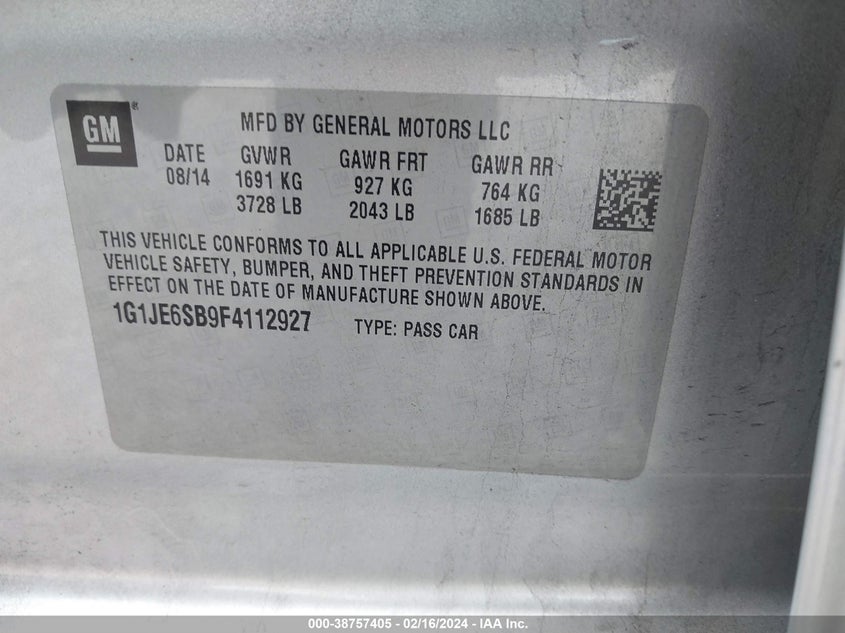 GM
MFD BY GENERAL MOTORS LLC
DATE GVWR GAWR FRT GAWR RR
08/14 1691 KG 927 KG 764 KG
3728 LB 2043 LB 1685 LB
THIS VEHICLE CONFORMS TO ALL APPLICABLE U.S. FEDERAL MOTOR
VEHICLE SAFETY, BUMPER, AND THEFT PREVENTION STANDARDS IN
EFFECT ON THE DATE OF MANUFACTURE SHOWN ABOVE.
1G1JE6SB9F4112927 TYPE: PASS CAR
000-38757405 - 02/16/2024 - IAA Inc.